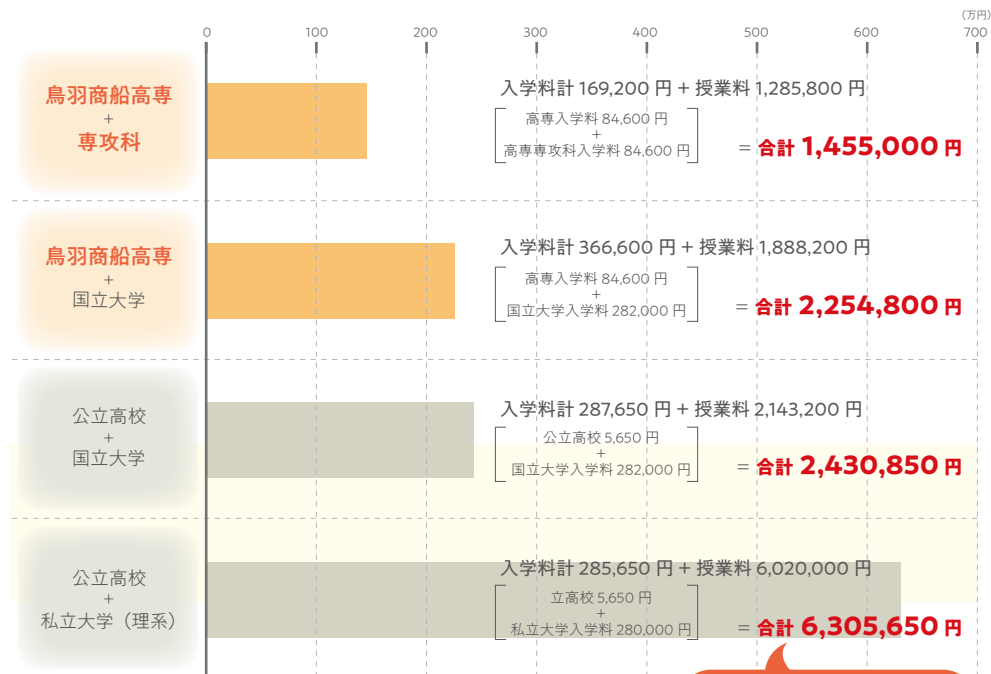 (万円)
0 100 200 300 400 500 600 700
鳥羽商船高専
+
専攻科
入学料計 169,200 円 + 授業料 1,285,800 円
高専入学料 84,600 円
+
高専専攻科入学料 84,600 円
= 合計 1,455,000 円
鳥羽商船高専
+
国立大学
入学料計 366,600 円 + 授業料 1,888,200 円
高専入学料 84,600 円
+
国立大学入学料 282,000 円
= 合計 2,254,800 円
公立高校
+
国立大学
入学料計 287,650 円 + 授業料 2,143,200 円
公立高校 5,650 円
+
国立大学入学料 282,000 円
= 合計 2,430,850 円
公立高校
+
私立大学（理系）
入学料計 285,650 円 + 授業料 6,020,000 円
立高校 5,650 円
+
私立大学入学料 280,000 円
= 合計 6,305,650 円